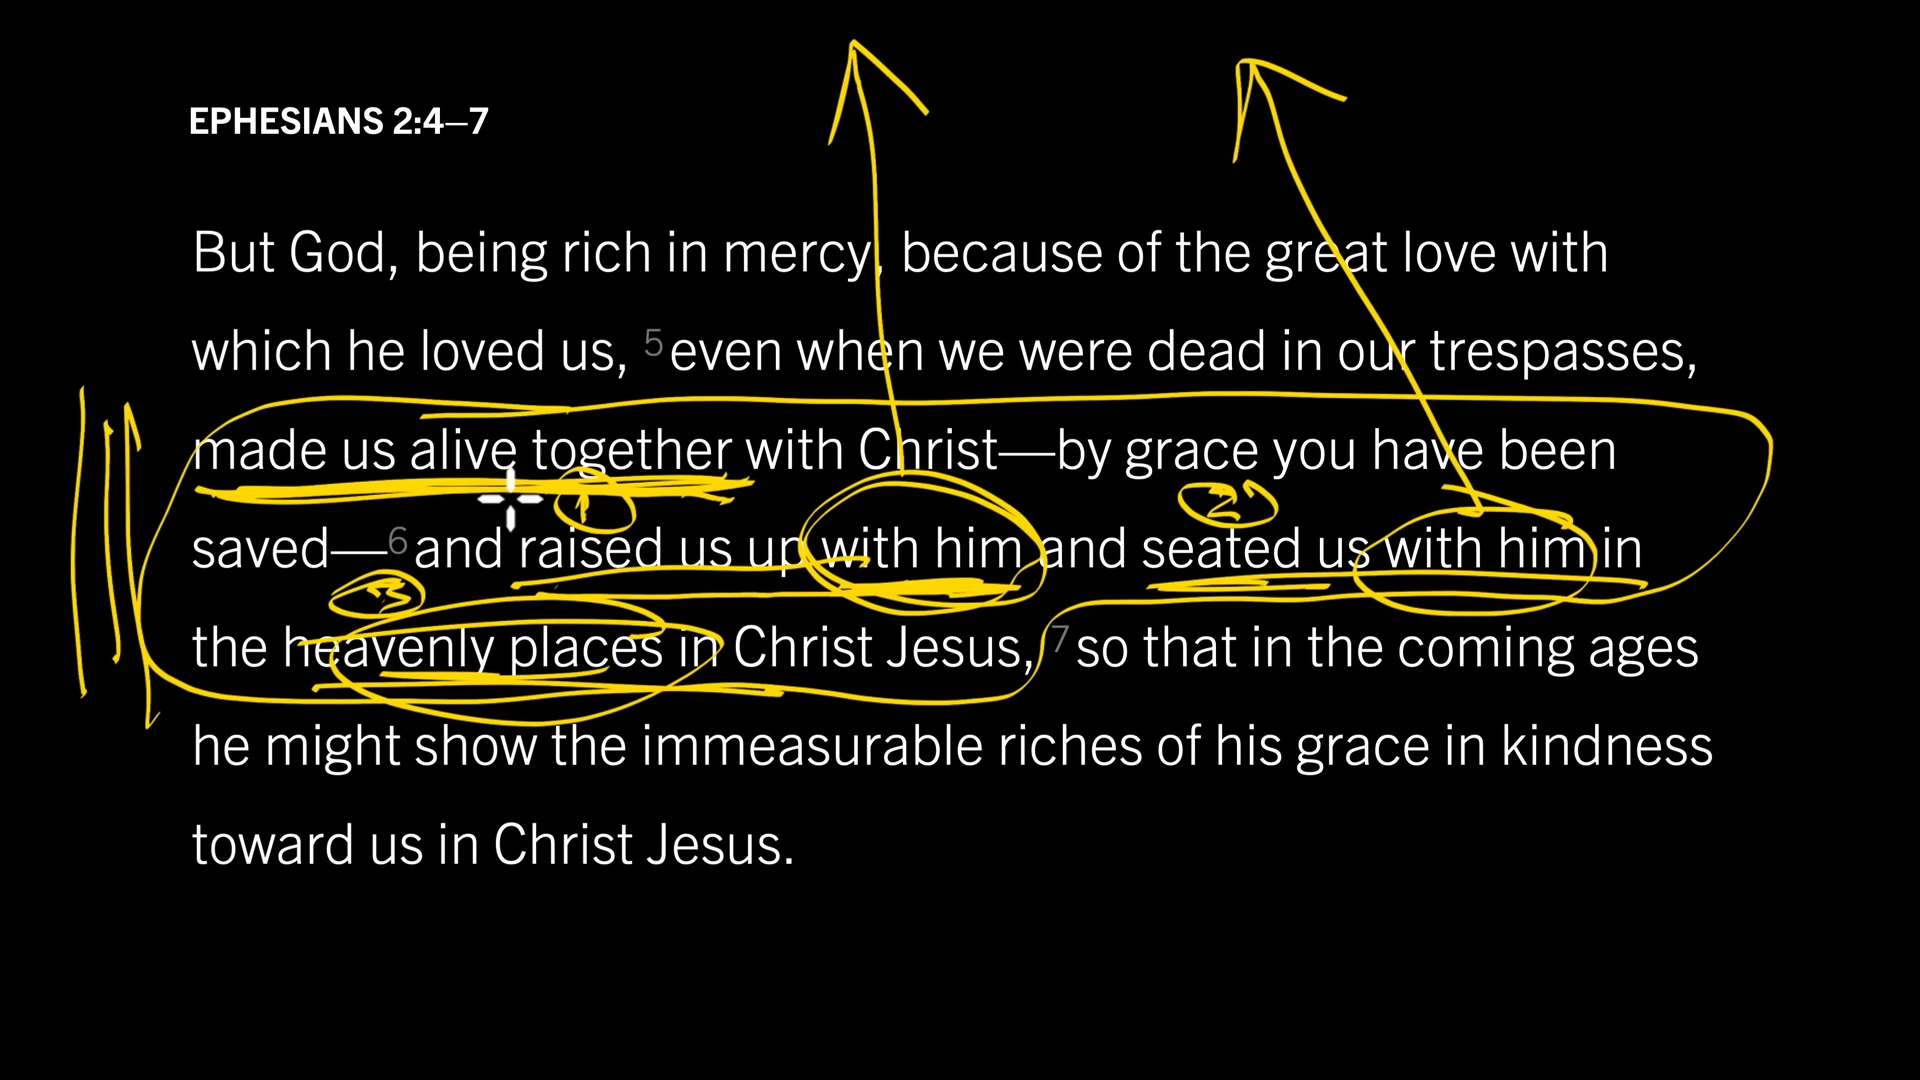 EPHESIANS 2:4—7
But God, being rich in mercy, because of the great love with
which he loved us, 5 even when we were dead in our trespasses,
made us alive together with Christ—by grace you have been
1 2
saved—6 and raised us up with him and seated us with him in
3
the heavenly places in Christ Jesus, 7 so that in the coming ages
he might show the immeasurable riches of his grace in kindness
toward us in Christ Jesus.